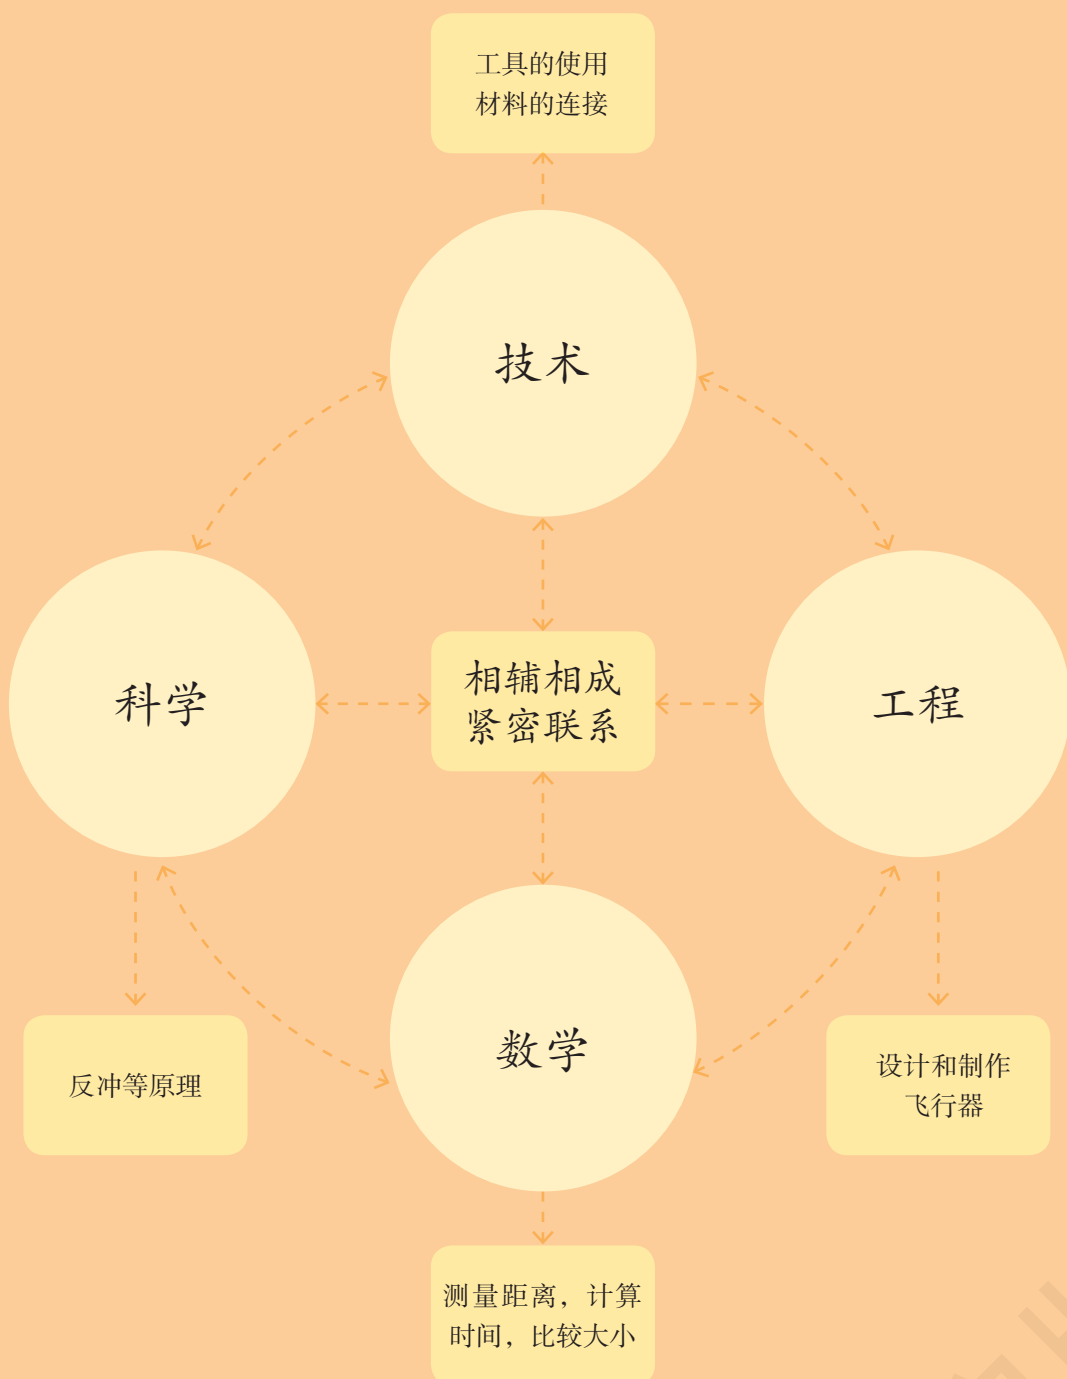 工具的使用
材料的连接
技术
科学
相辅相成
紧密联系
工程
数学
反冲等原理
设计和制作
飞行器
测量距离，计算
时间，比较大小